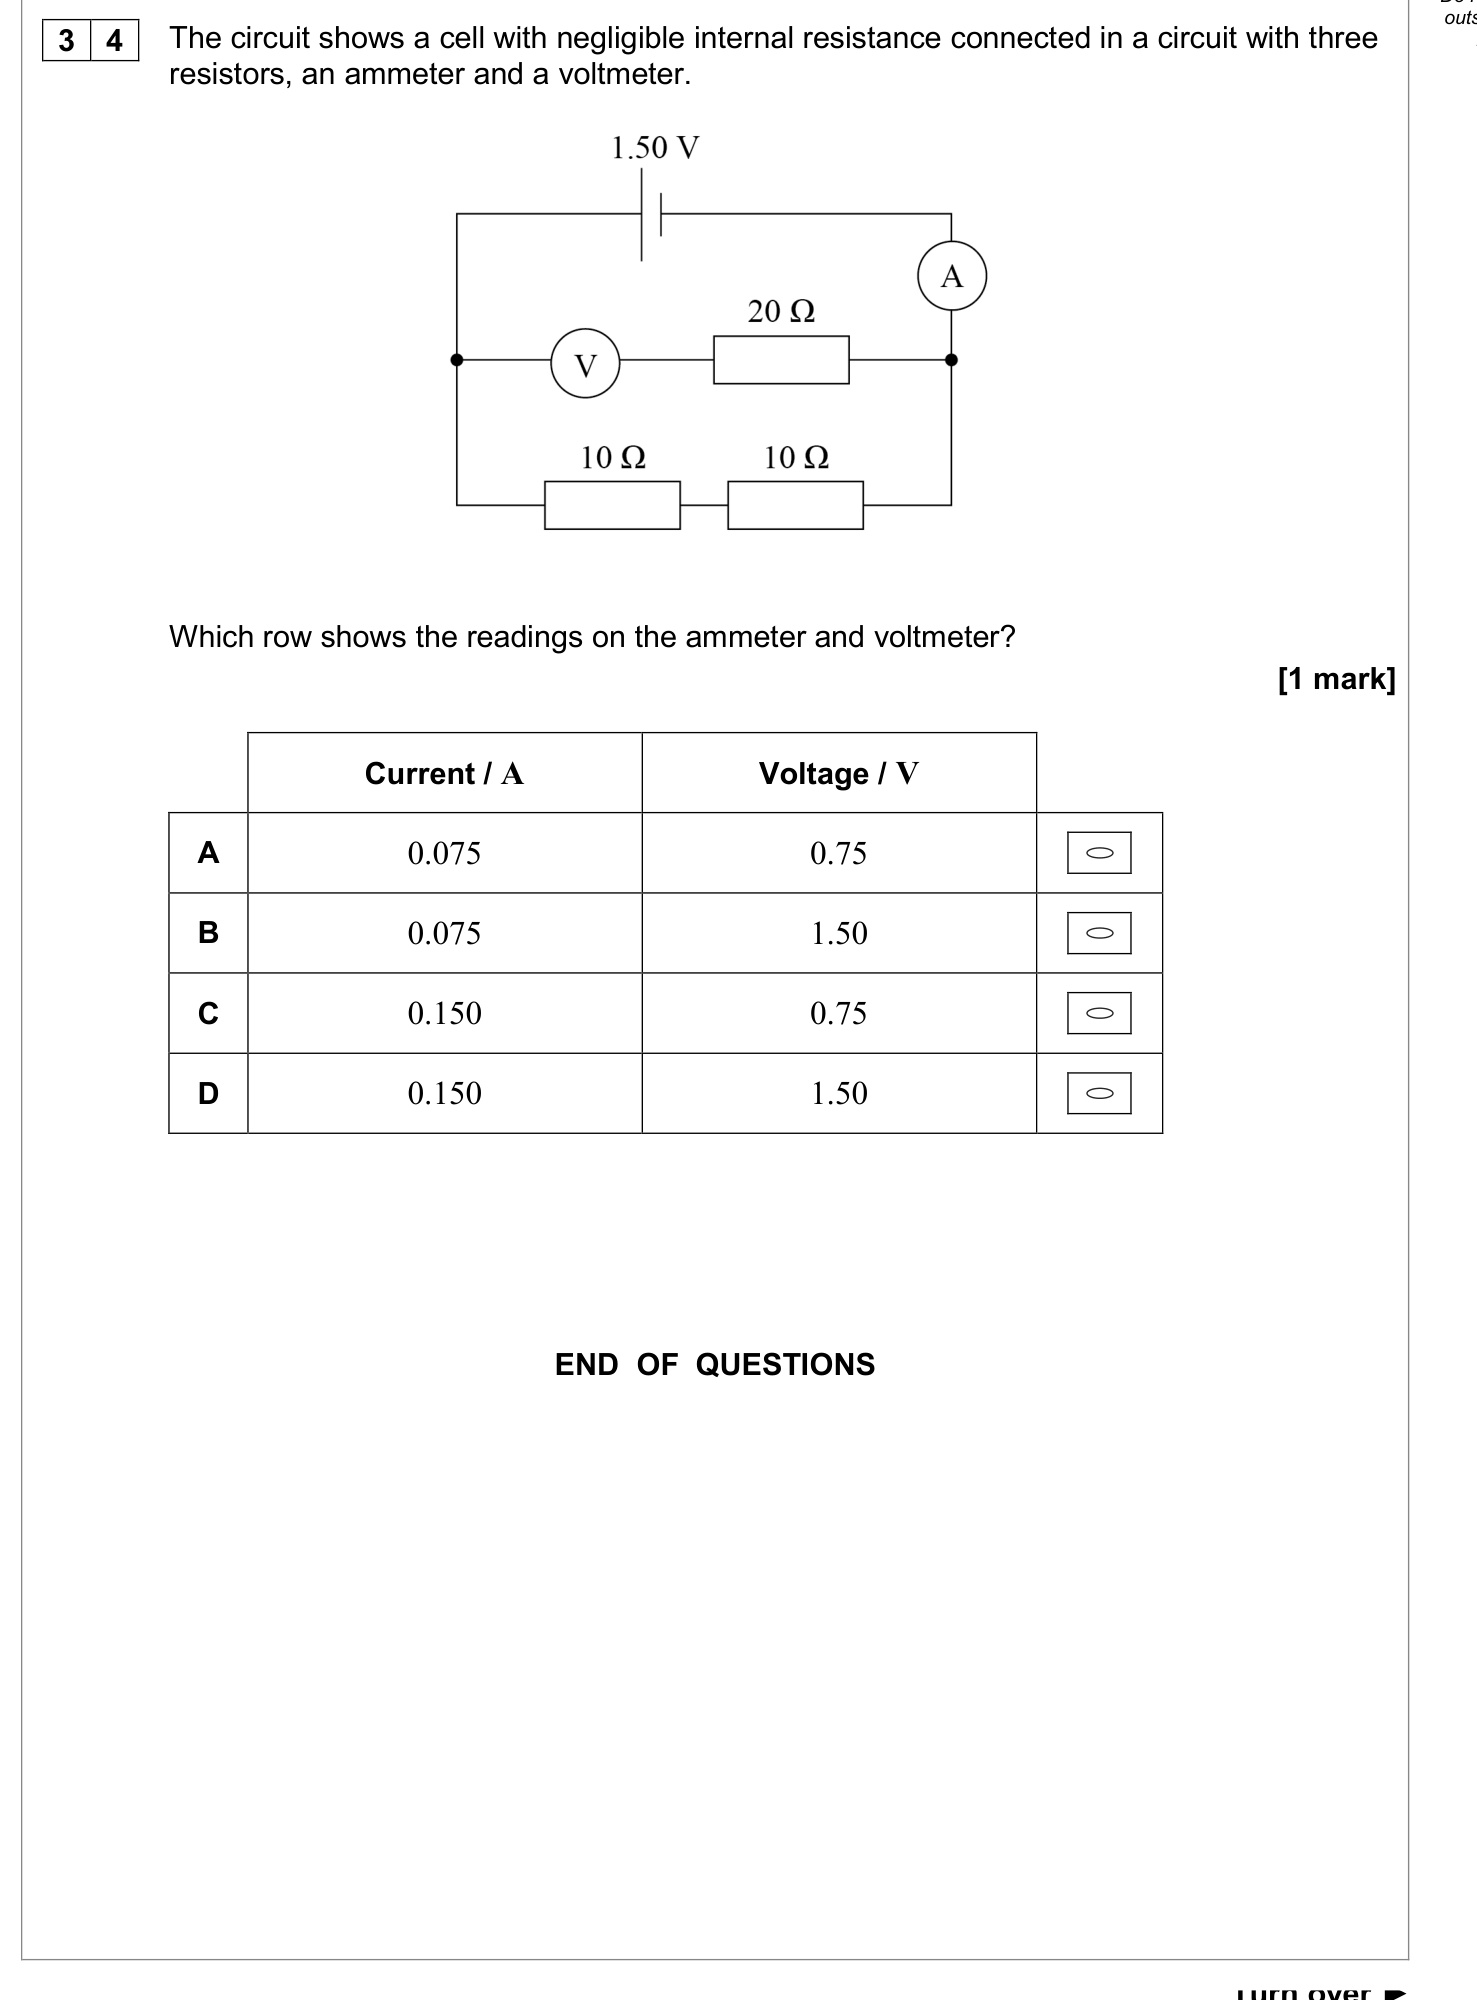 outs
3 4 The circuit shows a cell with negligible internal resistance connected in a circuit with three
resistors, an ammeter and a voltmeter.
1.50 V
A
20 Ω
V
10 Ω 10 Ω
Which row shows the readings on the ammeter and voltmeter?
[1 mark]
Current / A Voltage / V
A 0.075 0.75
B 0.075 1.50
C 0.150 0.75
D 0.150 1.50
END OF QUESTIONS
Turn over